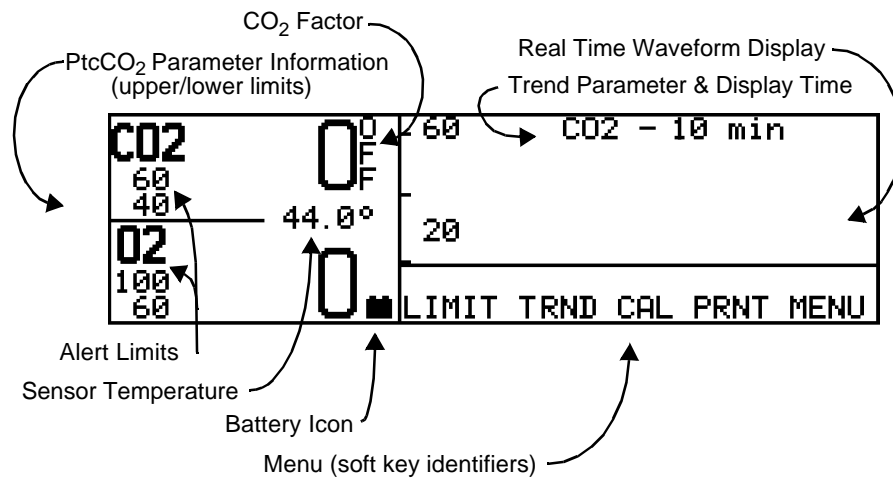 CO2 Factor
PtcCO2 Parameter Information
(upper/lower limits)
Real Time Waveform Display
Trend Parameter & Display Time
CO2
60
40
0
OFF
44.0°
O2
100
60
0
60
CO2 - 10 min
20
LIMIT TRND CAL PRNT MENU
Alert Limits
Sensor Temperature
Battery Icon
Menu (soft key identifiers)